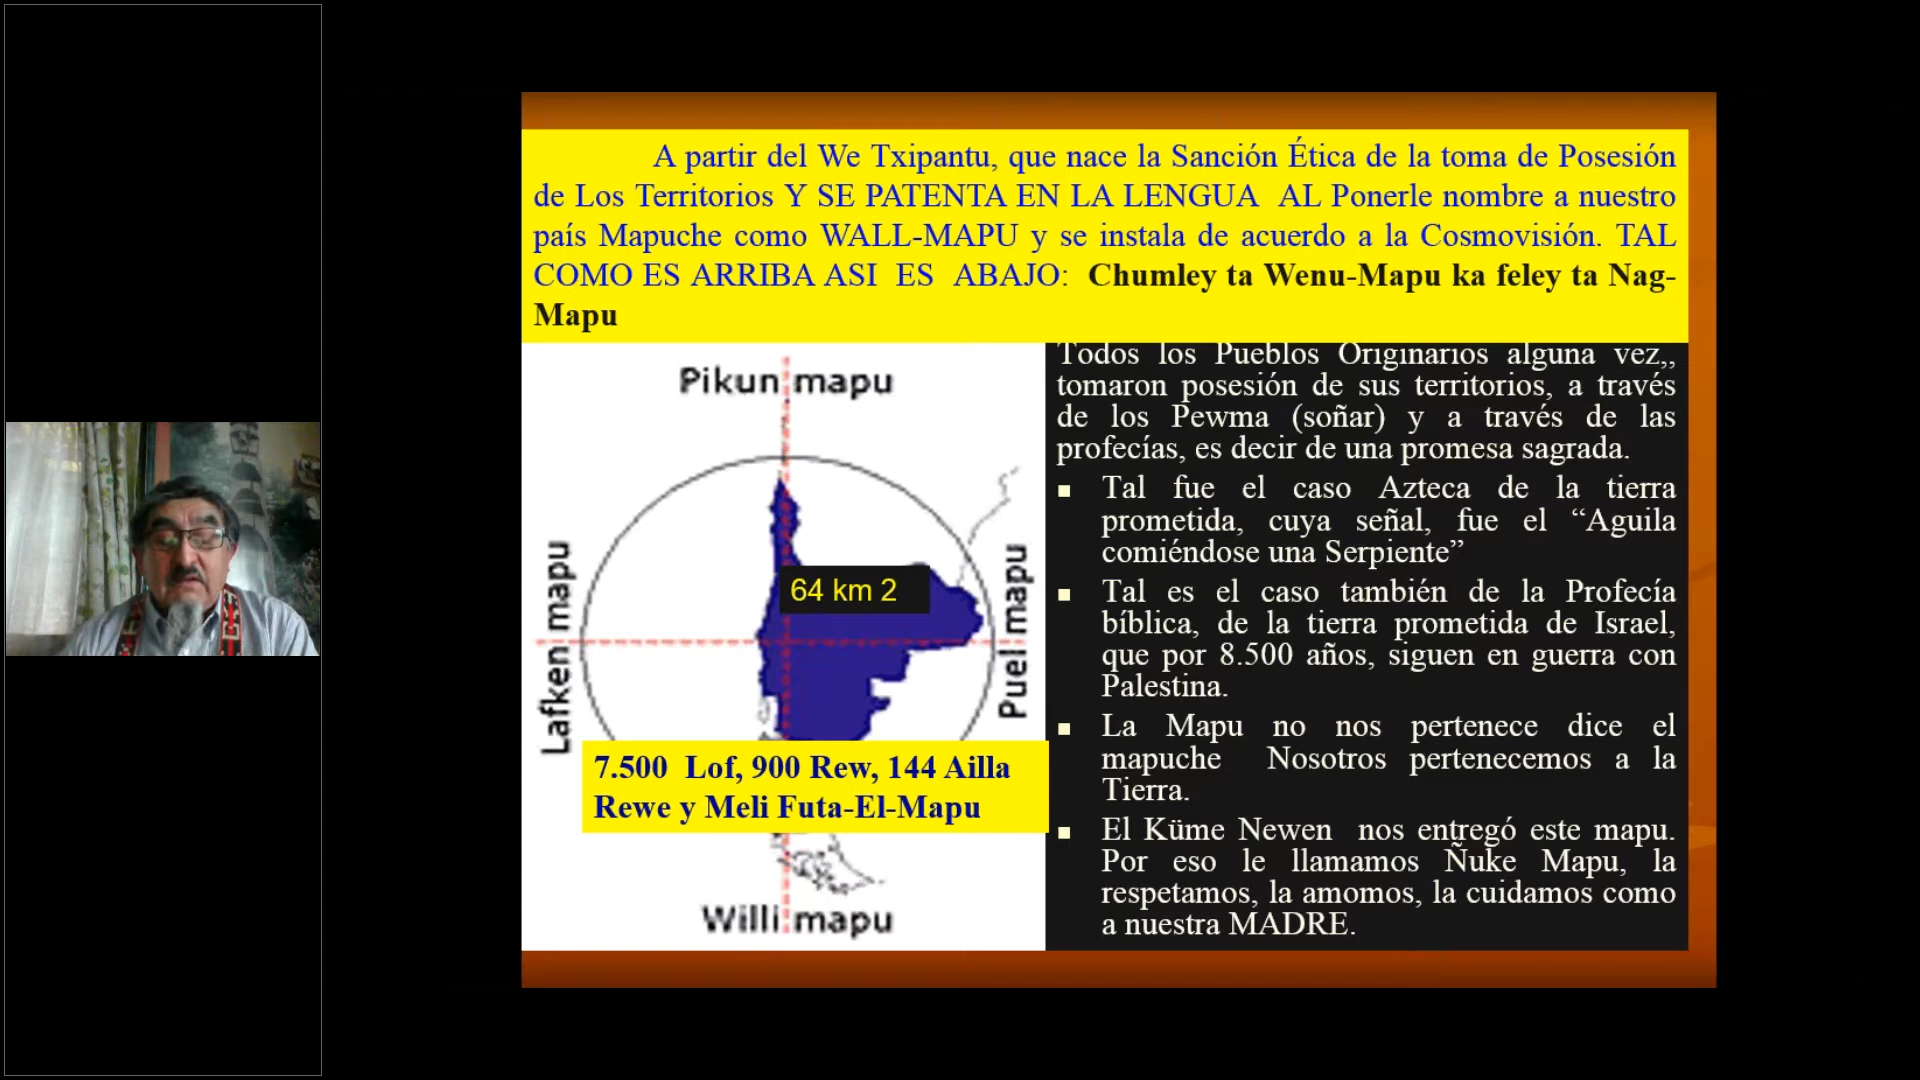 A partir del We Txipantu, que nace la Sanción Ética de la toma de Posesión
de Los Territorios Y SE PATENTA EN LA LENGUA AL Ponerle nombre a nuestro
país Mapuche como WALL-MAPU y se instala de acuerdo a la Cosmovisión. TAL
COMO ES ARRIBA ASI ES ABAJO: Chumley ta Wenu-Mapu ka feley ta Nag-
Mapu
Pikun mapu
Lafken mapu
64 km 2
Puel mapu
7.500 Lof, 900 Rew, 144 Ailla
Rewe y Meli Futa-El-Mapu
Willi mapu
Todos los Pueblos Originarios alguna vez,,
tomaron posesión de sus territorios, a través
de los Pewma (soñar) y a través de las
profecías, es decir de una promesa sagrada.
Tal fue el caso Azteca de la tierra
prometida, cuya señal, fue el “Aguila
comiéndose una Serpiente”
Tal es el caso también de la Profecía
bíblica, de la tierra prometida de Israel,
que por 8.500 años, siguen en guerra con
Palestina.
La Mapu no nos pertenece dice el
mapuche Nosotros pertenecemos a la
Tierra.
El Küme Newen nos entregó este mapu.
Por eso le llamamos Ñuke Mapu, la
respetamos, la amomos, la cuidamos como
a nuestra MADRE.